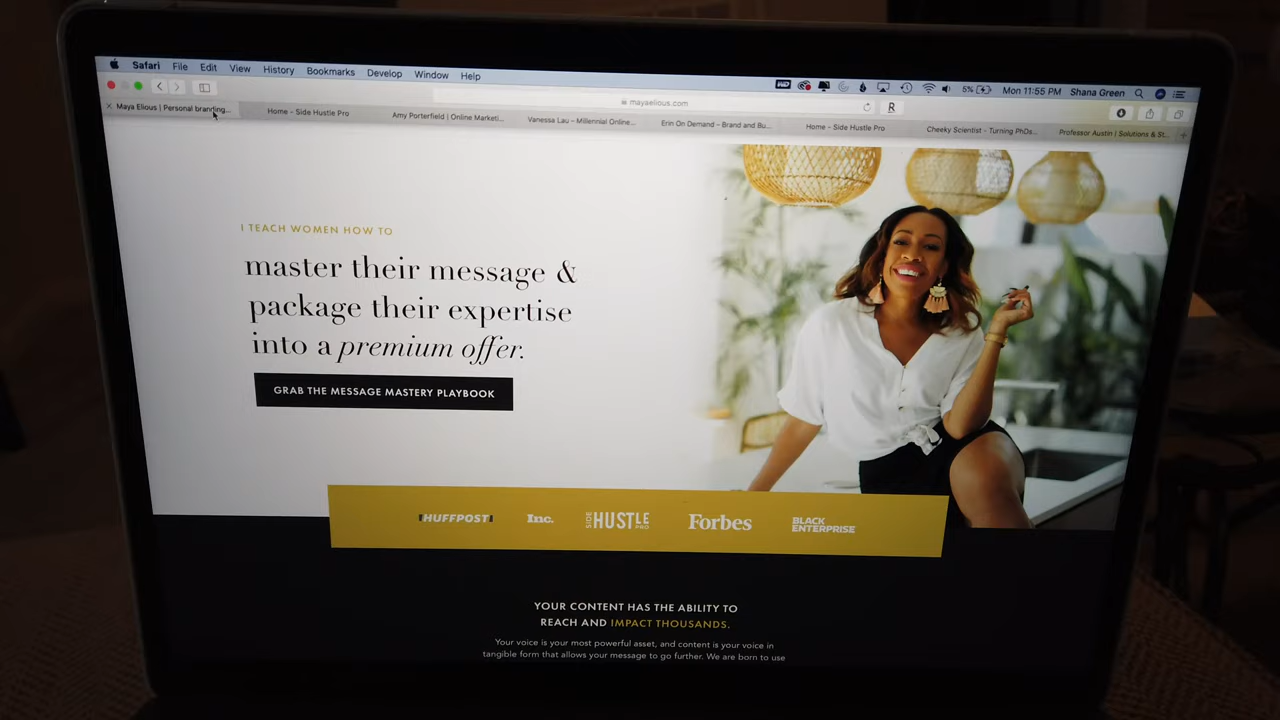 Safari File Edit View History Bookmarks Develop Window Help
5% Mon 11:55 PM Shana Green
mayaelious.com
Maya Elious | Personal branding...
Home – Side Hustle Pro
Amy Porterfield | Online Marketi...
Vanessa Lau – Millennial Online...
Erin On Demand – Brand and Bu...
Home – Side Hustle Pro
Cheeky Scientist - Turning PhDs...
Professor Austin | Solutions & St...
I TEACH WOMEN HOW TO
master their message &
package their expertise
into a premium offer.
GRAB THE MESSAGE MASTERY PLAYBOOK
HUFFPOST Inc. SIDE HUSTLE PRO Forbes BLACK ENTERPRISE
YOUR CONTENT HAS THE ABILITY TO
REACH AND IMPACT THOUSANDS.
Your voice is your most powerful asset, and content is your voice in
tangible form that allows your message to go further. We are born to use